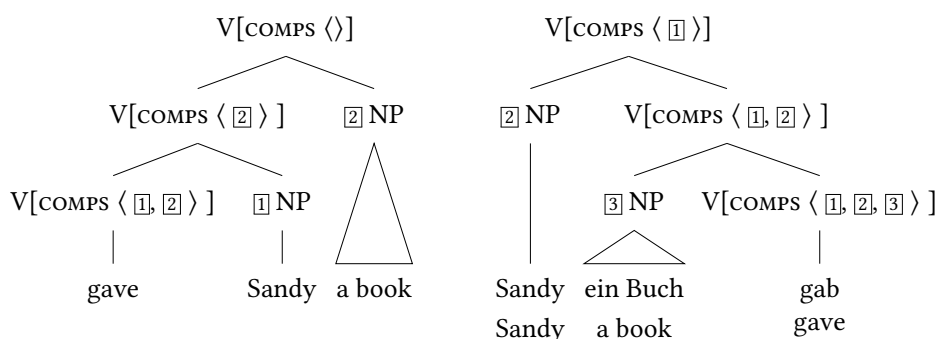 V[COMPS ⟨⟩] V[COMPS ⟨ 1 ⟩]
V[COMPS ⟨ 2 ⟩ ] 2 NP 2 NP V[COMPS ⟨ 1, 2 ⟩ ]
V[COMPS ⟨ 1, 2 ⟩ ] 1 NP 3 NP V[COMPS ⟨ 1, 2, 3 ⟩ ]
gave Sandy a book Sandy ein Buch gab
Sandy a book gave